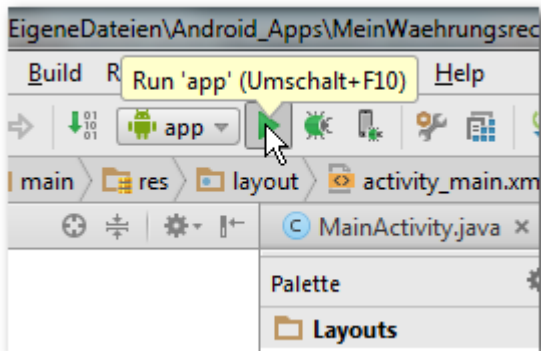 EigeneDateien\Android_Apps\MeinWaehrungsrec
Build R Help
Run 'app' (Umschalt+F10)
app
main res layout activity_main.xm
MainActivity.java
Palette
Layouts